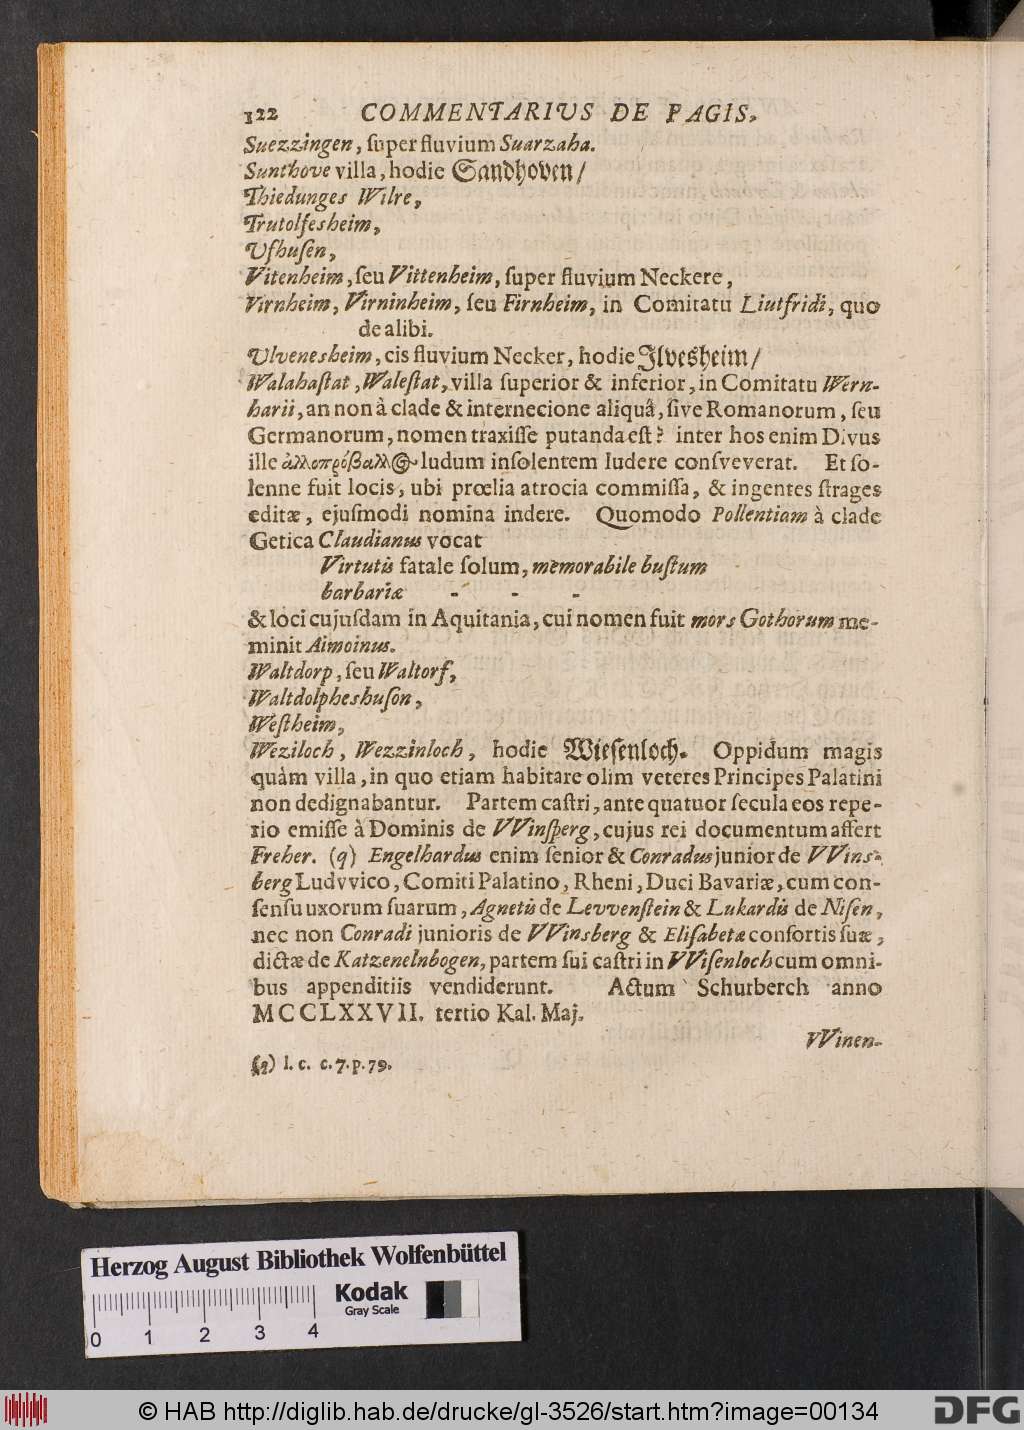 122 COMMENTARIVS DE PAGIS.
Suezzingen, ſuper fluvium Suarzaha.
Sunthove villa, hodie Sandhoven/
Thiedunges Wilre,
Trutolfesheim,
Vfhuſen,
Vitenheim, ſeu Vittenheim, ſuper fluvium Neckere,
Virnheim, Virninheim, ſeu Firnheim, in Comitatu Liutfridi, quo
de alibi.
Vlvenesheim, cis fluvium Necker, hodie Ilvesheim/
Walahaſtat, Waleſtat, villa ſuperior & inferior, in Comitatu Wern-
harii, an non à clade & internecione aliquâ, ſive Romanorum, ſeu
Germanorum, nomen traxiſſe putanda eſt? inter hos enim Divus
ille ludum inſolentem ludere conſveverat. Et ſo-
lenne fuit locis, ubi prœlia atrocia commiſſa, & ingentes ſtrages
editæ, ejuſmodi nomina indere. Quomodo Pollentiam à clade
Getica Claudianus vocat
Virtutis fatale ſolum, memorabile buſtum
barbariæ - - -
& loci cujuſdam in Aquitania, cui nomen fuit mors Gothorum me-
minit Aimoinus.
Waltdorp, ſeu Waltorf,
Waltdolpheshuſon,
Weſtheim,
Weziloch, Wezzinloch, hodie Wieſenloch. Oppidum magis
quàm villa, in quo etiam habitare olim veteres Principes Palatini
non dedignabantur. Partem caſtri, ante quatuor ſecula eos repe-
rio emiſſe à Dominis de VVinſperg, cujus rei documentum affert
Freher. (q) Engelhardus enim ſenior & Conradus junior de VVins-
berg Ludvvico, Comiti Palatino, Rheni, Duci Bavariæ, cum con-
ſenſu uxorum ſuarum, Agnetis de Levvenſtein & Lukardis de Niſen,
nec non Conradi junioris de VVinsberg & Eliſabetæ conſortis ſuæ,
dictæ de Katzenelnbogen, partem ſui caſtri in VViſenloch cum omni-
bus appenditiis vendiderunt. Actum Schurberch anno
MCCLXXVII. tertio Kal. Maj.
VVinen-
(q) l. c. c. 7. p. 79.
Herzog August Bibliothek Wolfenbüttel
Kodak
Gray Scale
0 1 2 3 4
© HAB http://diglib.hab.de/drucke/gl-3526/start.htm?image=00134
DFG